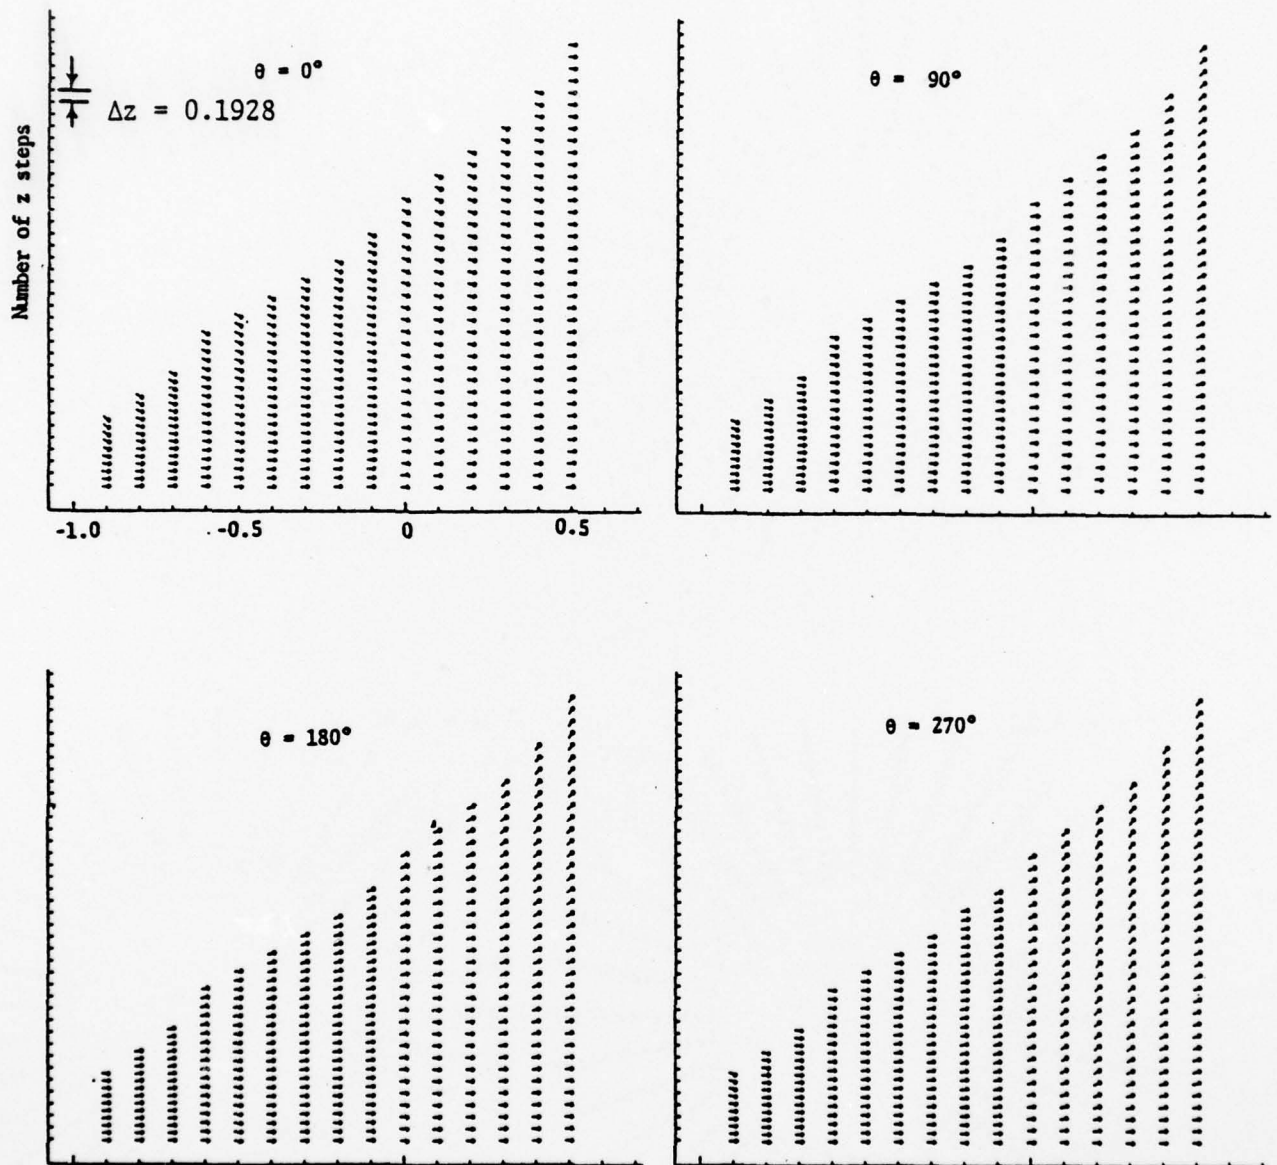 θ = 0°
θ = 90°
Δz = 0.1928
Number of z steps
-1.0 -0.5 0 0.5
θ = 180°
θ = 270°